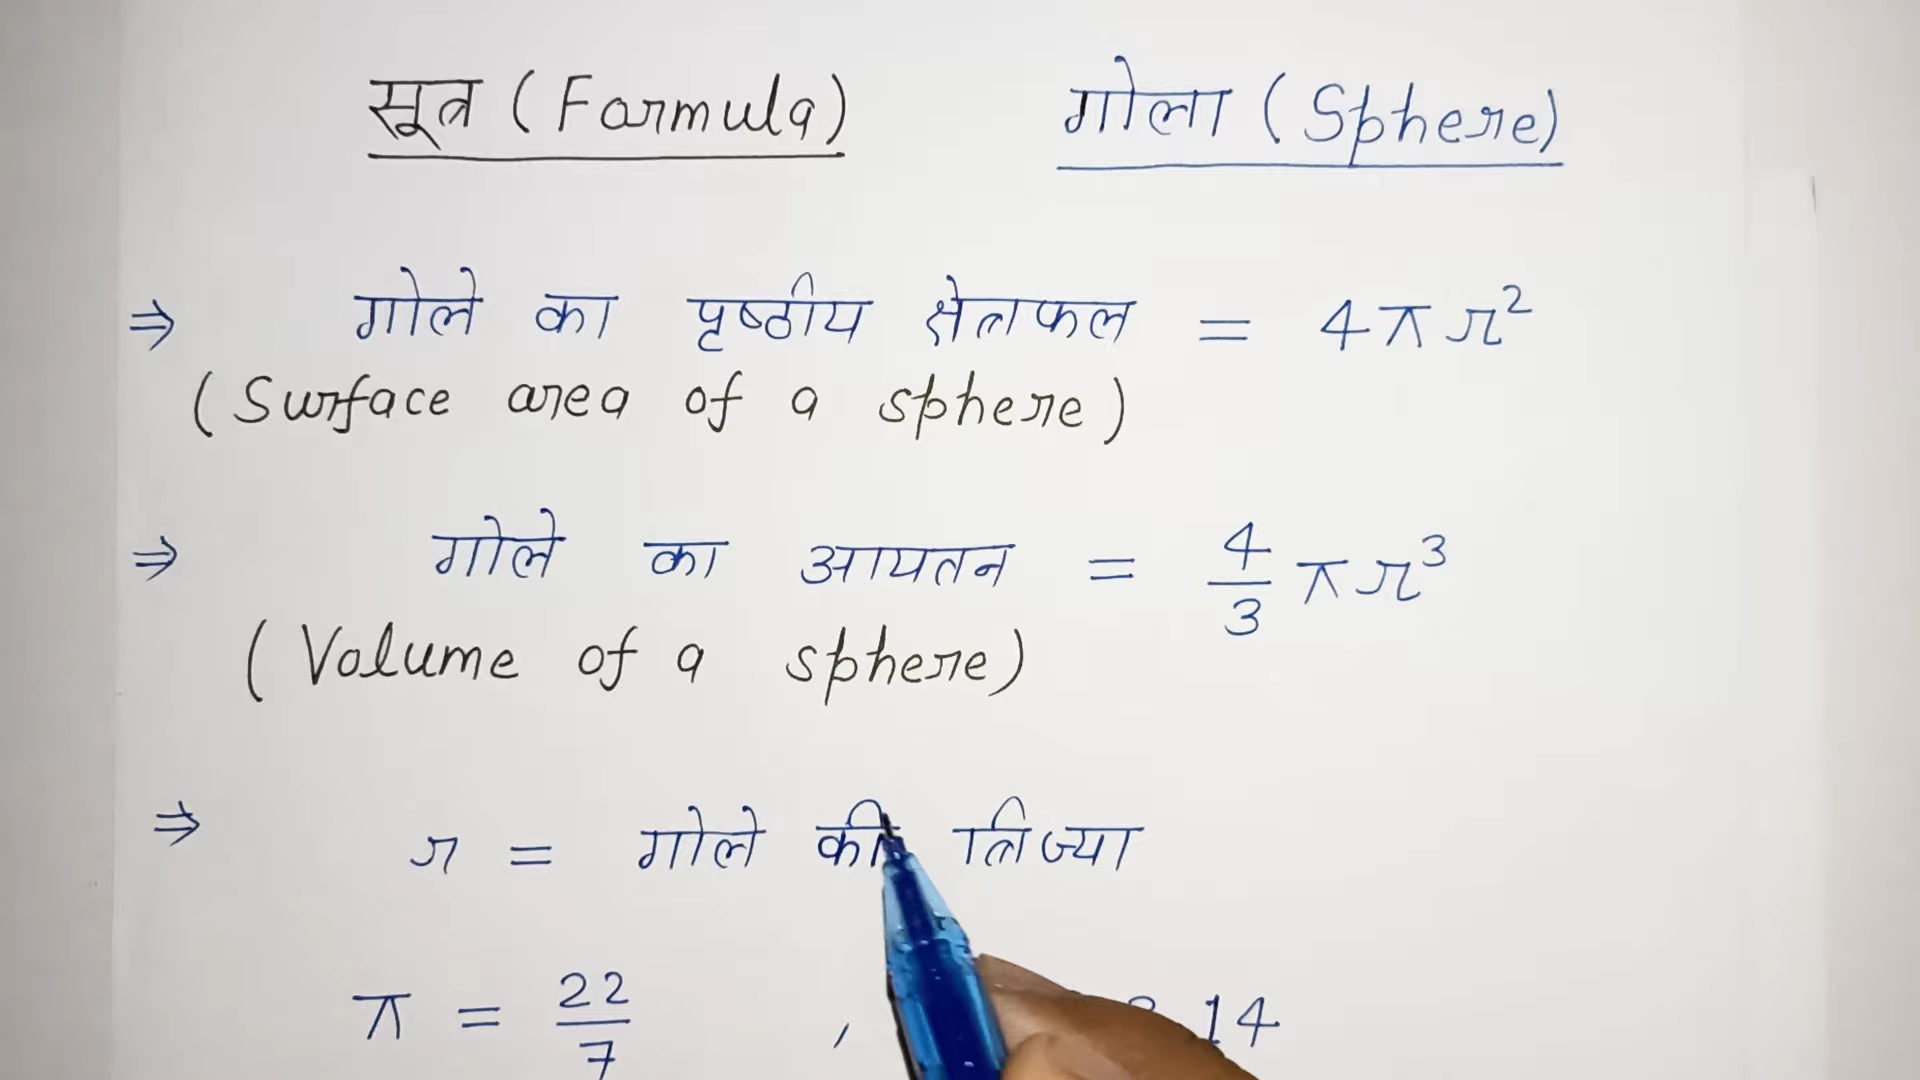 सूत्र (Formula) गोला (Sphere)
⇒ गोले का पृष्ठीय क्षेत्रफल = 4πr²
(Surface area of a sphere)
⇒ गोले का आयतन = 4/3 πr³
(Volume of a sphere)
⇒ r = गोले की त्रिज्या
π = 22/7 , 14